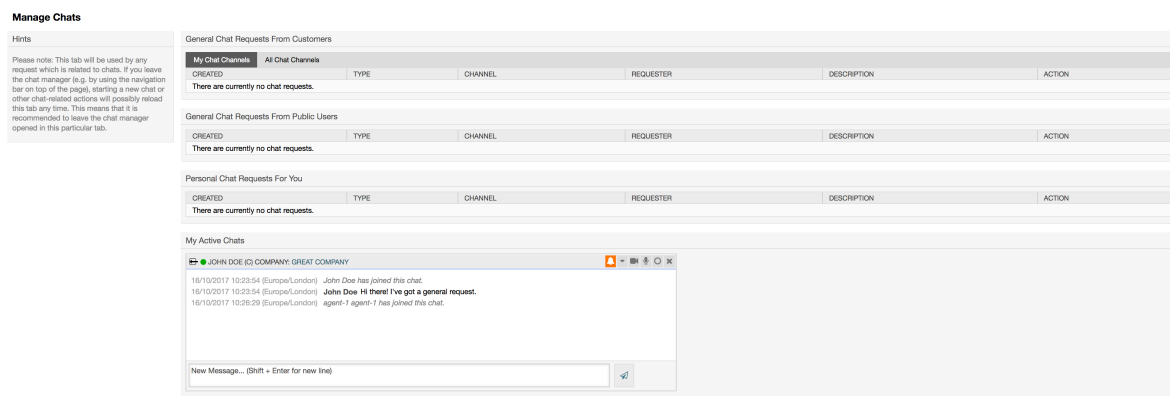 Manage Chats
Hints
Please note: This tab will be used by any
request which is related to chats. If you leave
the chat manager (e.g. by using the navigation
bar on top of the page), starting a new chat or
other chat-related actions will possibly reload
this tab any time. This means that it is
recommended to leave the chat manager
opened in this particular tab.
General Chat Requests From Customers
My Chat Channels All Chat Channels
CREATED TYPE CHANNEL REQUESTER DESCRIPTION ACTION
There are currently no chat requests.
General Chat Requests From Public Users
CREATED TYPE CHANNEL REQUESTER DESCRIPTION ACTION
There are currently no chat requests.
Personal Chat Requests For You
CREATED TYPE CHANNEL REQUESTER DESCRIPTION ACTION
There are currently no chat requests.
My Active Chats
JOHN DOE (C) COMPANY: GREAT COMPANY
16/10/2017 10:23:54 (Europe/London) John Doe has joined this chat.
16/10/2017 10:23:54 (Europe/London) John Doe Hi there! I've got a general request.
16/10/2017 10:26:29 (Europe/London) agent-1 agent-1 has joined this chat.
New Message... (Shift + Enter for new line)